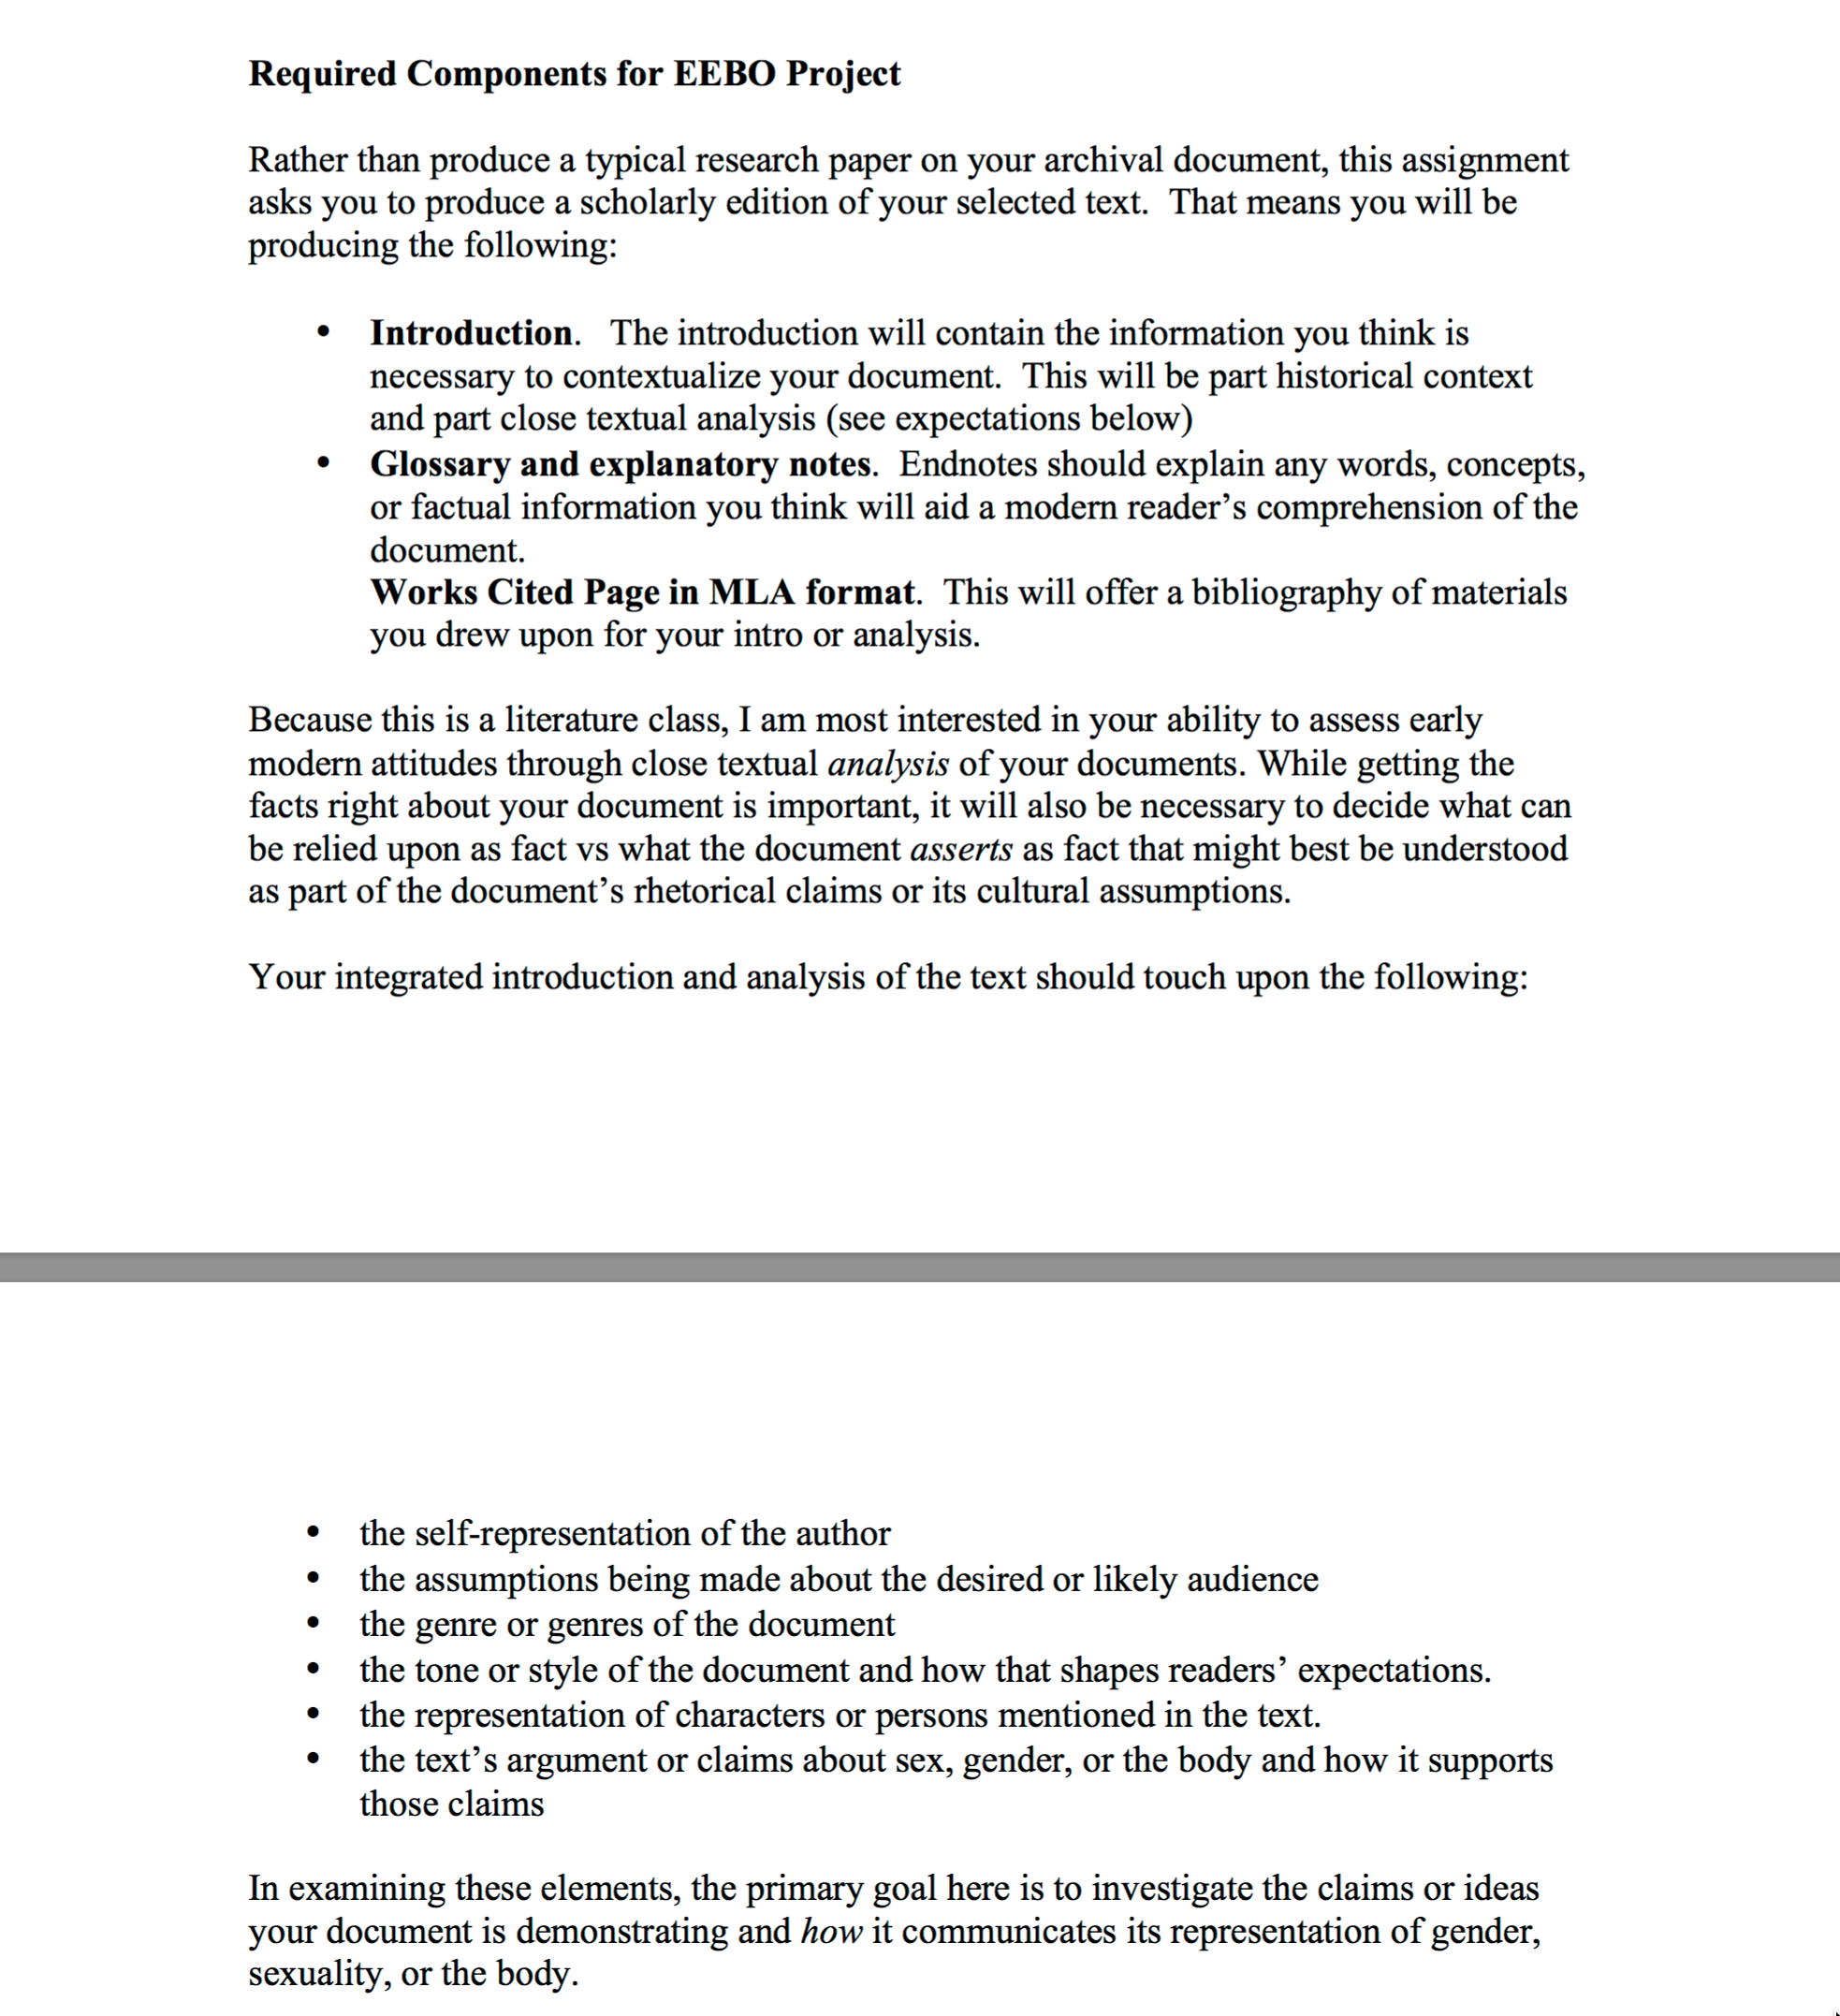 Required Components for EEBO Project
Rather than produce a typical research paper on your archival document, this assignment
asks you to produce a scholarly edition of your selected text.  That means you will be
producing the following:
•    Introduction.   The introduction will contain the information you think is
necessary to contextualize your document.  This will be part historical context
and part close textual analysis (see expectations below)
•    Glossary and explanatory notes.  Endnotes should explain any words, concepts,
or factual information you think will aid a modern reader’s comprehension of the
document.
Works Cited Page in MLA format.  This will offer a bibliography of materials
you drew upon for your intro or analysis.
Because this is a literature class, I am most interested in your ability to assess early
modern attitudes through close textual analysis of your documents. While getting the
facts right about your document is important, it will also be necessary to decide what can
be relied upon as fact vs what the document asserts as fact that might best be understood
as part of the document’s rhetorical claims or its cultural assumptions.
Your integrated introduction and analysis of the text should touch upon the following:
•    the self-representation of the author
•    the assumptions being made about the desired or likely audience
•    the genre or genres of the document
•    the tone or style of the document and how that shapes readers’ expectations.
•    the representation of characters or persons mentioned in the text.
•    the text’s argument or claims about sex, gender, or the body and how it supports
those claims
In examining these elements, the primary goal here is to investigate the claims or ideas
your document is demonstrating and how it communicates its representation of gender,
sexuality, or the body.